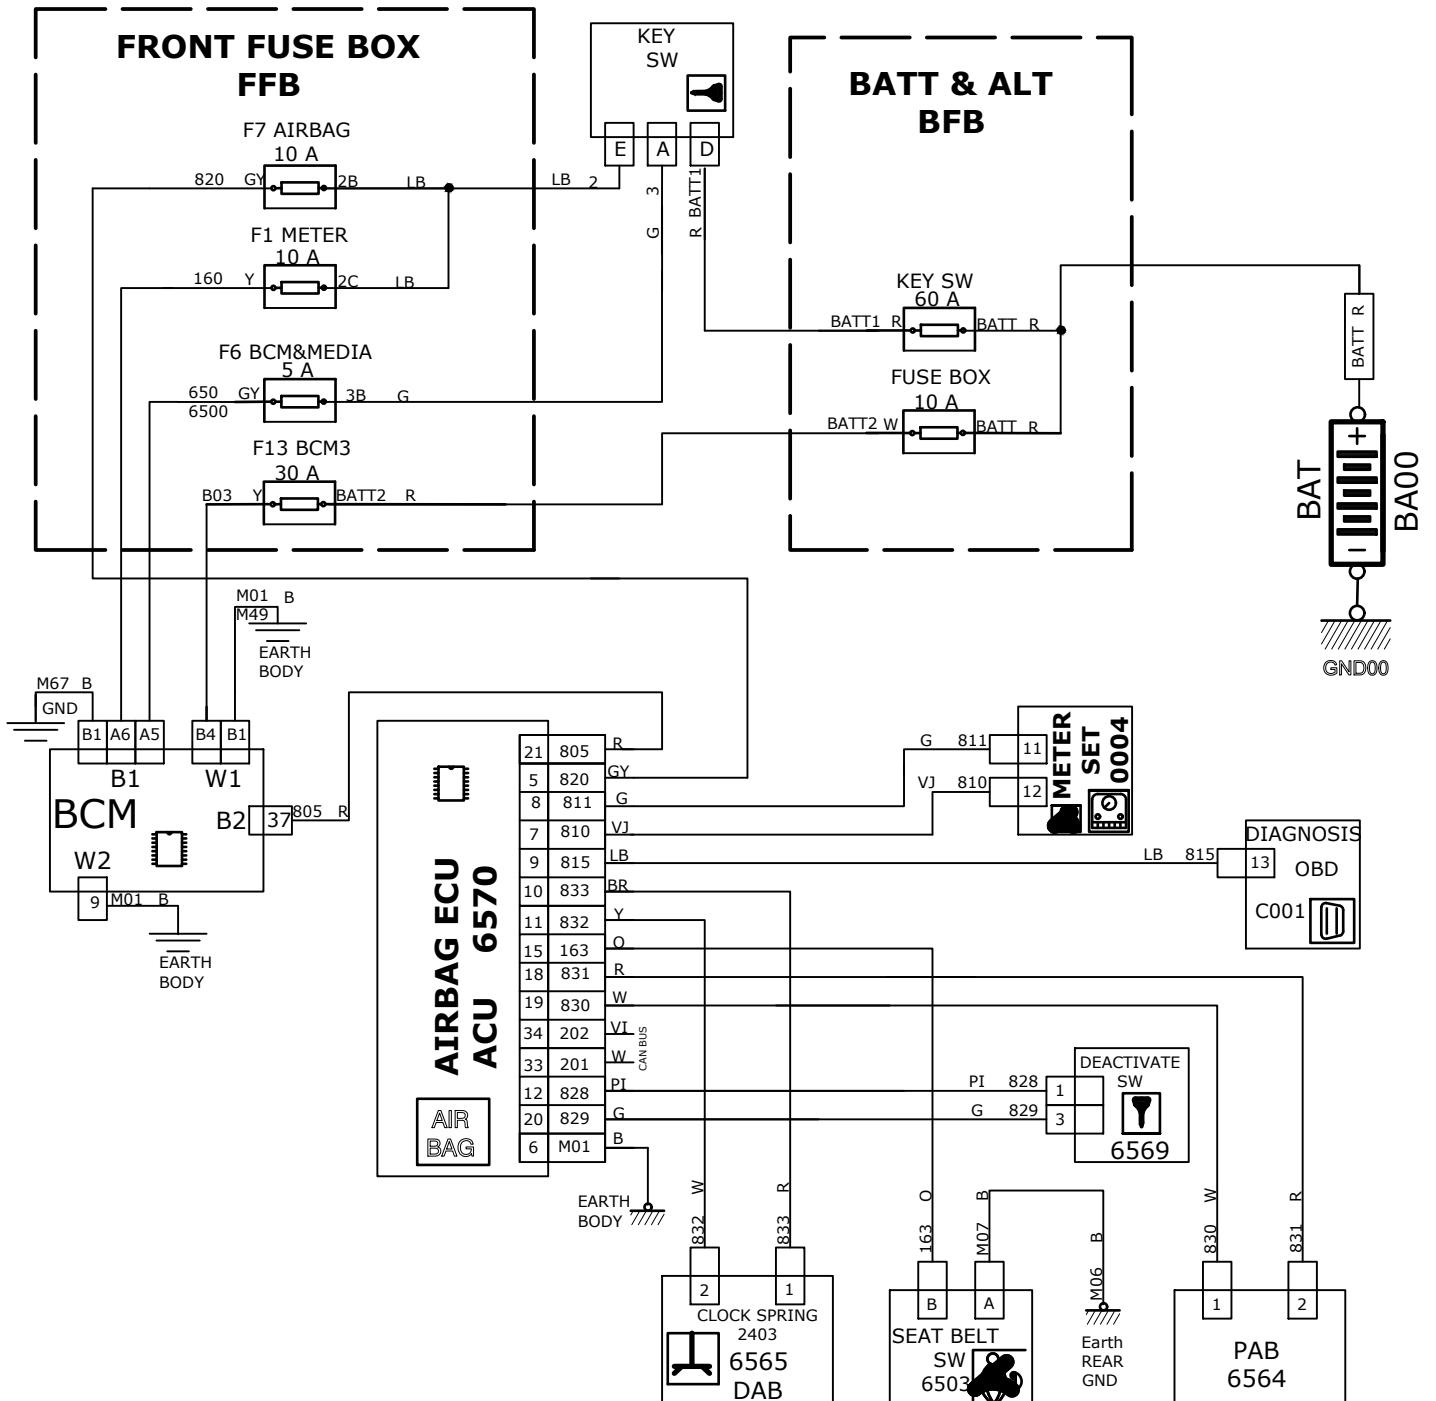 FRONT FUSE BOX
FFB
KEY
SW
BATT & ALT
BFB
F7 AIRBAG
10 A
E
A
D
820 GY
2B
LB
LB 2
G 3
R BATT1
F1 METER
10 A
160 Y
2C
LB
KEY SW
60 A
BATT1 R
BATT R
BATT R
F6 BCM&MEDIA
5 A
650 GY
6500
3B
G
FUSE BOX
10 A
BATT2 W
BATT R
F13 BCM3
30 A
B03 Y
BATT2 R
+
BAT
BA00
−
GND00
M01 B
M49
EARTH
BODY
M67 B
GND
B1
A6
A5
B4
B1
B1
W1
BCM
B2
37
805 R
W2
9
M01 B
EARTH
BODY
AIRBAG ECU
ACU 6570
AIR
BAG
21 805 R
5 820 GY
8 811 G
7 810 VJ
9 815 LB
10 833 BR
11 832 Y
15 163 O
18 831 R
19 830 W
34 202 VI
33 201 W
CAN BUS
12 828 PI
20 829 G
6 M01 B
EARTH
BODY
G 811
11
VJ 810
12
METER
SET
0004
LB 815
13
DIAGNOSIS
OBD
C001
PI 828
1
G 829
3
DEACTIVATE
SW
6569
832 W
833 R
2
1
CLOCK SPRING
2403
6565
DAB
163 O
M07 B
B
A
SEAT BELT
SW
6503
M06 B
Earth
REAR
GND
830 W
831 R
1
2
PAB
6564